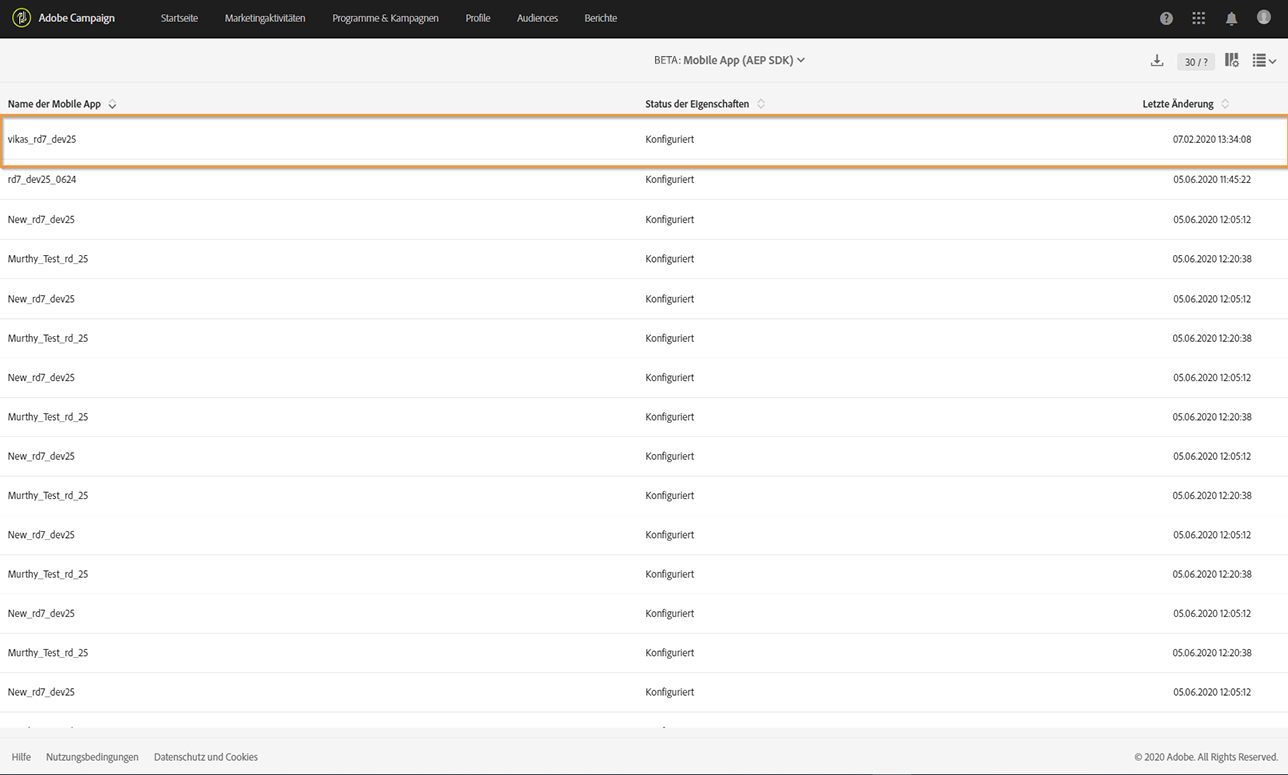 Adobe Campaign Startseite Marketingaktivitäten Programme & Kampagnen Profile Audiences Berichte
BETA: Mobile App (AEP SDK) 30 / ?
Name der Mobile App Status der Eigenschaften Letzte Änderung
vikas_rd7_dev25 Konfiguriert 07.02.2020 13:34:08
rd7_dev25_0624 Konfiguriert 05.06.2020 11:45:22
New_rd7_dev25 Konfiguriert 05.06.2020 12:05:12
Murthy_Test_rd_25 Konfiguriert 05.06.2020 12:20:38
New_rd7_dev25 Konfiguriert 05.06.2020 12:05:12
Murthy_Test_rd_25 Konfiguriert 05.06.2020 12:20:38
New_rd7_dev25 Konfiguriert 05.06.2020 12:05:12
Murthy_Test_rd_25 Konfiguriert 05.06.2020 12:20:38
New_rd7_dev25 Konfiguriert 05.06.2020 12:05:12
Murthy_Test_rd_25 Konfiguriert 05.06.2020 12:20:38
New_rd7_dev25 Konfiguriert 05.06.2020 12:05:12
Murthy_Test_rd_25 Konfiguriert 05.06.2020 12:20:38
New_rd7_dev25 Konfiguriert 05.06.2020 12:05:12
Murthy_Test_rd_25 Konfiguriert 05.06.2020 12:20:38
New_rd7_dev25 Konfiguriert 05.06.2020 12:05:12
Hilfe Nutzungsbedingungen Datenschutz und Cookies © 2020 Adobe. All Rights Reserved.